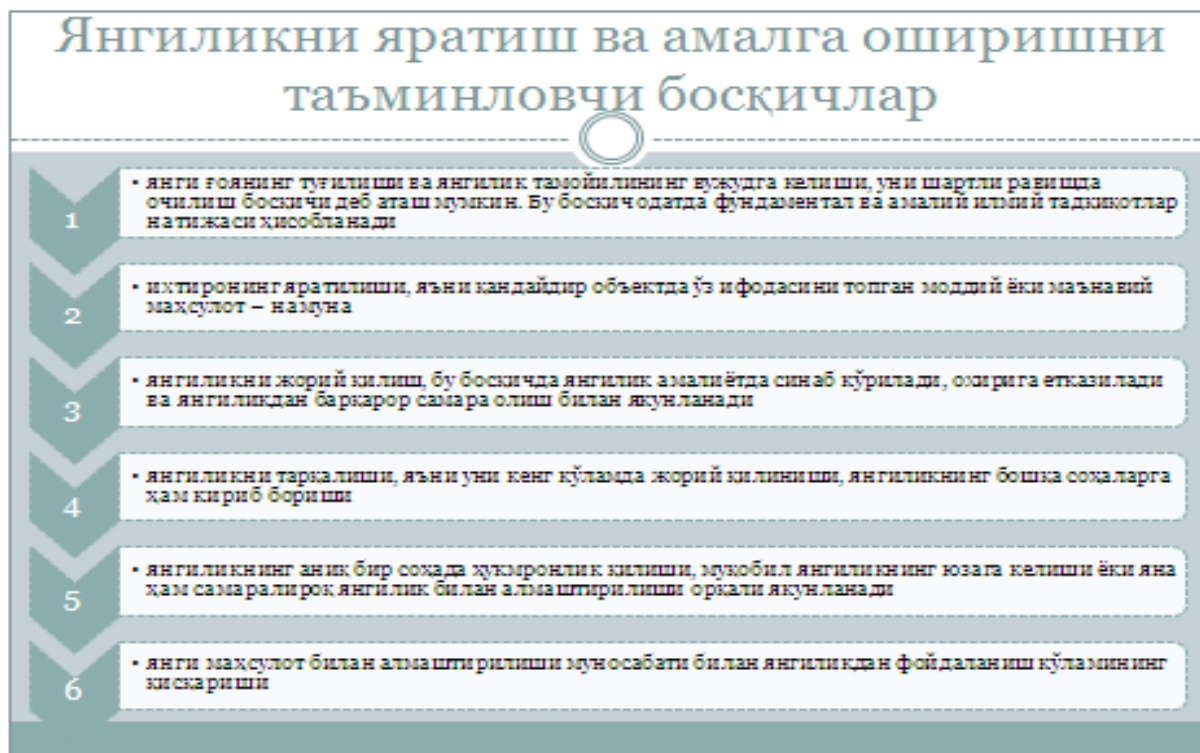 Янгиликни яратиш ва амалга оширишни
таъминловчи босқичлар
1
• янги ғоянинг туғилиши ва янгилик тамойилининг вужудга келиши, уни шартли равишда
очилиш босқичи деб аташ мумкин. Бу босқич одатда фундаментал ва амалий илмий тадқиқотлар
натижаси ҳисобланади
2
• ихтиронинг яратилиши, яъни қандайдир объектда ўз ифодасини топган моддий ёки маънавий
маҳсулот – намуна
3
• янгиликни жорий қилиш, бу босқичда янгилик амалиётда синаб кўрилади, охирига етказилади
ва янгиликдан барқарор самара олиш билан якунланади
4
• янгиликни тарқалиши, яъни уни кенг кўламда жорий қилиниши, янгиликнинг бошқа соҳаларга
ҳам кириб бориши
5
• янгиликнинг аниқ бир соҳада ҳукмронлик қилиши, муқобил янгиликнинг юзага келиши ёки яна
ҳам самаралироқ янгилик билан алмаштирилиши орқали якунланади
6
• янги маҳсулот билан алмаштирилиши муносабати билан янгиликдан фойдаланиш кўламининг
қисқариши